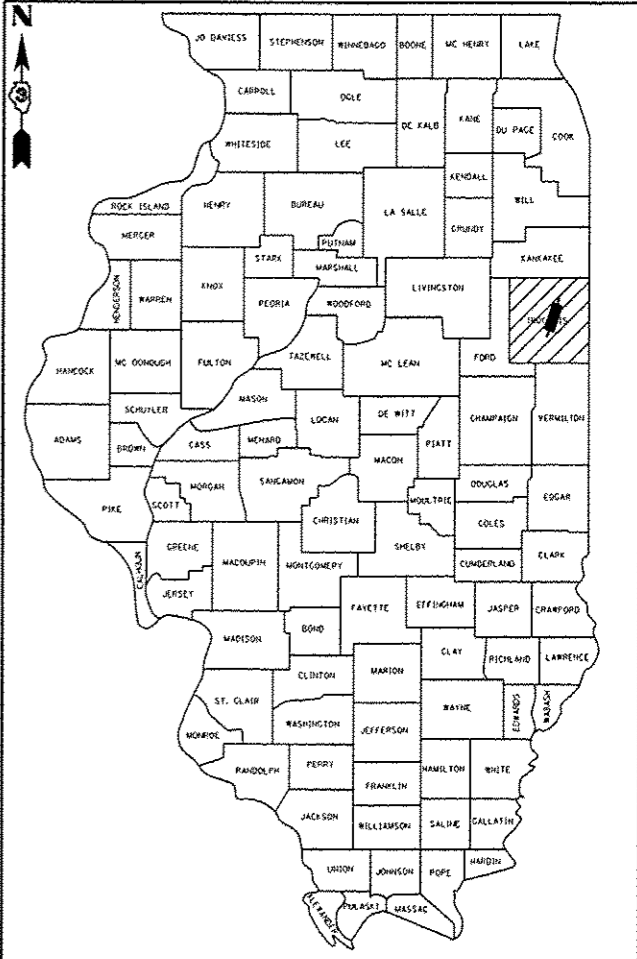 N
3
JO DAVIESS
STEPHENSON
WINNEBAGO
BOONE
MC HENRY
LAKE
CARROLL
OGLE
DE KALB
KANE
DU PAGE
COOK
WHITESIDE
LEE
KENDALL
WILL
ROCK ISLAND
HENRY
BUREAU
LA SALLE
GRUNDY
MERCER
PUTNAM
KANKAKEE
STARK
MARSHALL
HENDERSON
WARREN
KNOX
PEORIA
WOODFORD
LIVINGSTON
HANCOCK
MC DONOUGH
FULTON
TAZEWELL
MC LEAN
FORD
MASON
SCHUYLER
LOGAN
DE WITT
CHAMPAIGN
VERMILION
ADAMS
BROWN
CASS
MENARD
PIATT
MACON
MORGAN
SANGAMON
DOUGLAS
EDGAR
PIKE
SCOTT
MOULTRIE
CHRISTIAN
COLES
CALHOUN
GREENE
MACOUPIN
MONTGOMERY
SHELBY
CUMBERLAND
CLARK
JERSEY
FAYETTE
EFFINGHAM
JASPER
CRAWFORD
MADISON
BOND
CLAY
RICHLAND
LAWRENCE
MARION
CLINTON
ST. CLAIR
WAYNE
EDWARDS
WABASH
WASHINGTON
JEFFERSON
MONROE
RANDOLPH
PERRY
HAMILTON
WHITE
FRANKLIN
JACKSON
WILLIAMSON
SALINE
GALLATIN
UNION
JOHNSON
POPE
HARDIN
ALEXANDER
PULASKI
MASSAC